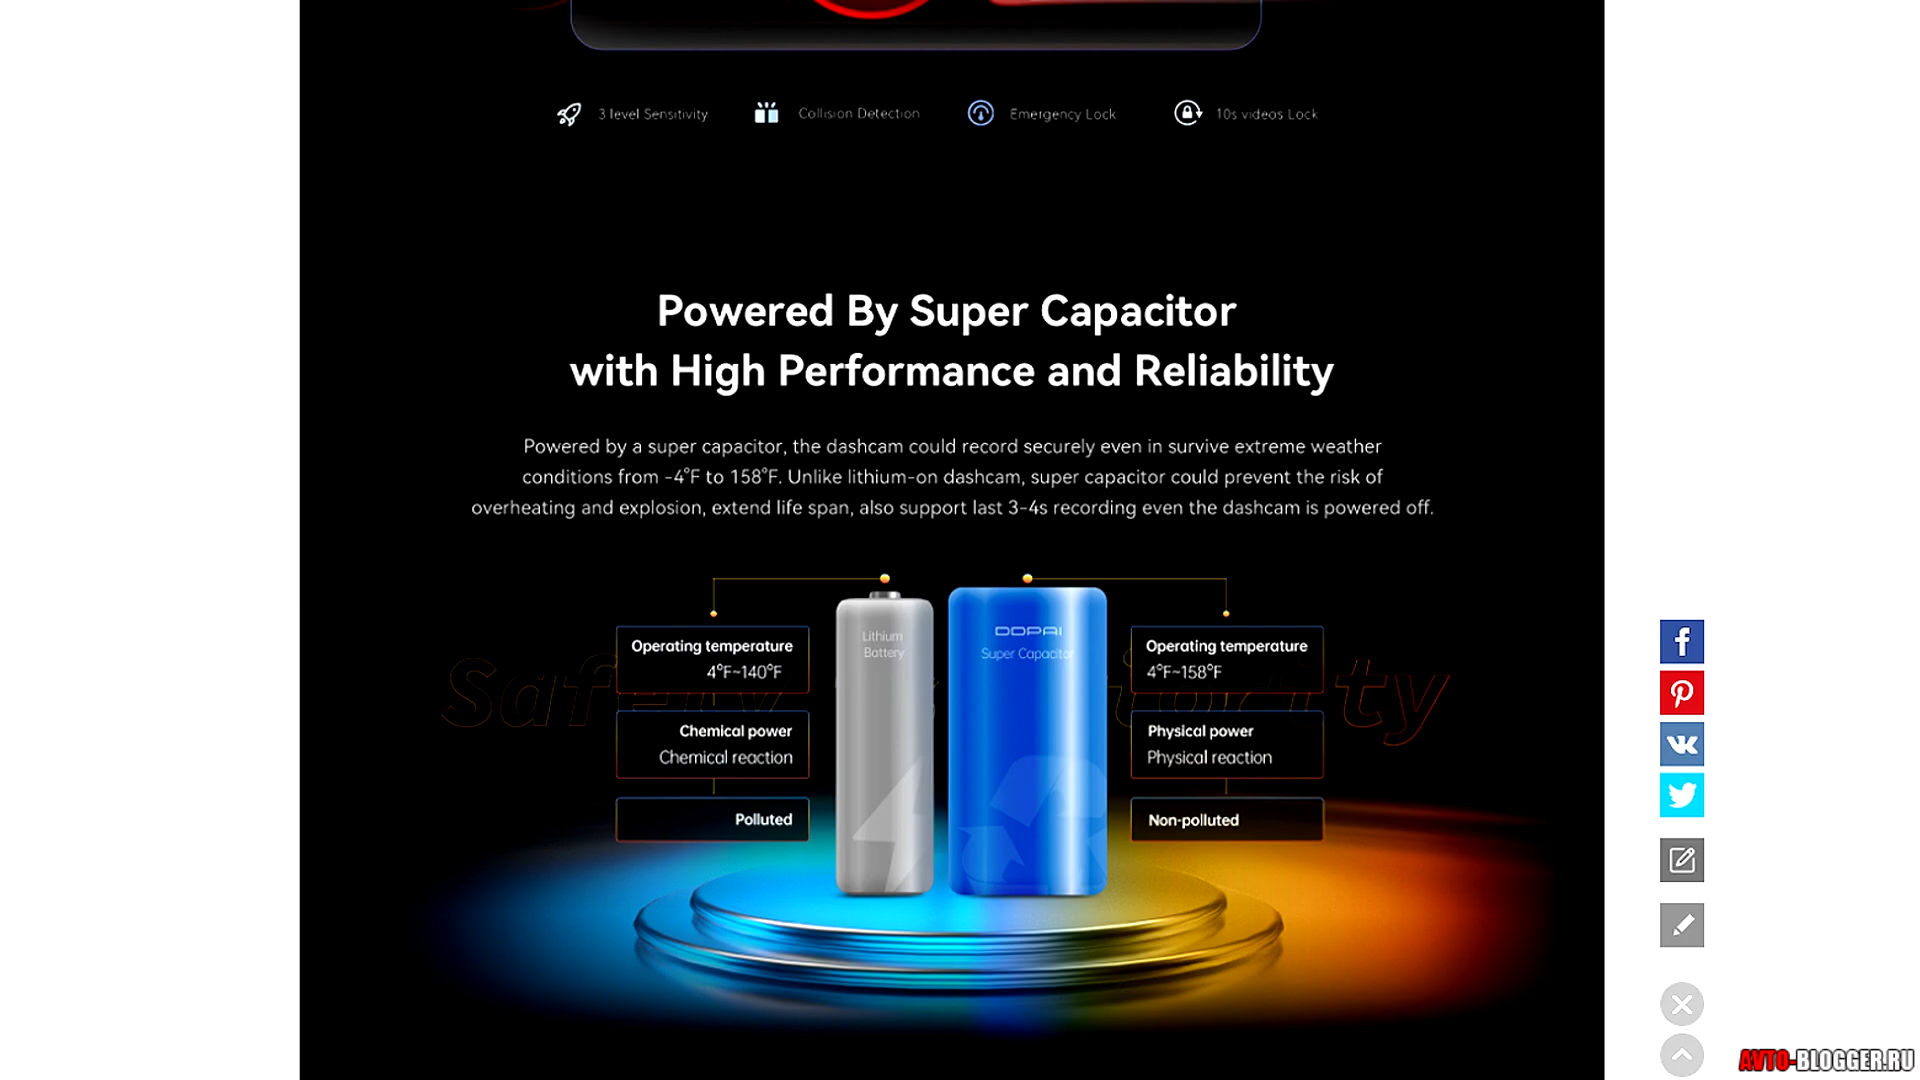 3 level Sensitivity
Collision Detection
Emergency Lock
10s videos Lock
Powered By Super Capacitor
with High Performance and Reliability
Powered by a super capacitor, the dashcam could record securely even in survive extreme weather
conditions from -4°F to 158°F. Unlike lithium-on dashcam, super capacitor could prevent the risk of
overheating and explosion, extend life span, also support last 3-4s recording even the dashcam is powered off.
Operating temperature
4°F~140°F
Chemical power
Chemical reaction
Polluted
Lithium
Battery
DDPAI
Super Capacitor
Operating temperature
4°F~158°F
Physical power
Physical reaction
Non-polluted
AVTO-BLOGGER.RU